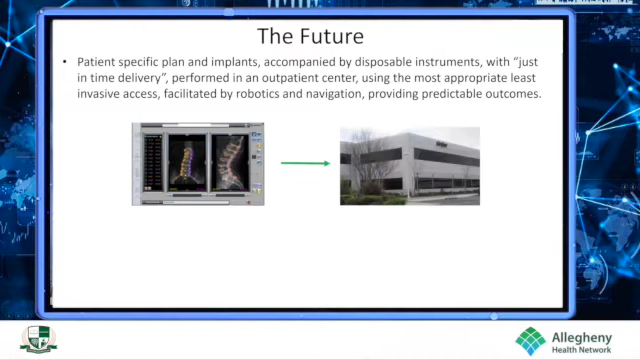 The Future
• Patient specific plan and implants, accompanied by disposable instruments, with “just
in time delivery”, performed in an outpatient center, using the most appropriate least
invasive access, facilitated by robotics and navigation, providing predictable outcomes.
Allegheny
Health Network